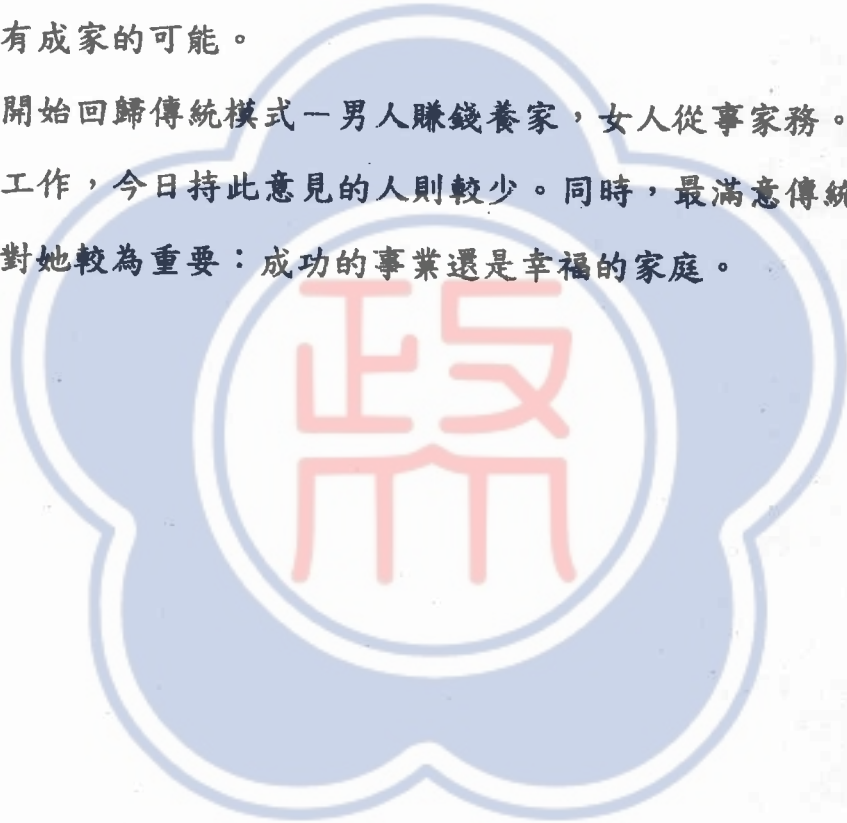 有成家的可能。
開始回歸傳統模式－男人賺錢養家，女人從事家務。
工作，今日持此意見的人則較少。同時，最滿意傳統
對她較為重要：成功的事業還是幸福的家庭。
政大